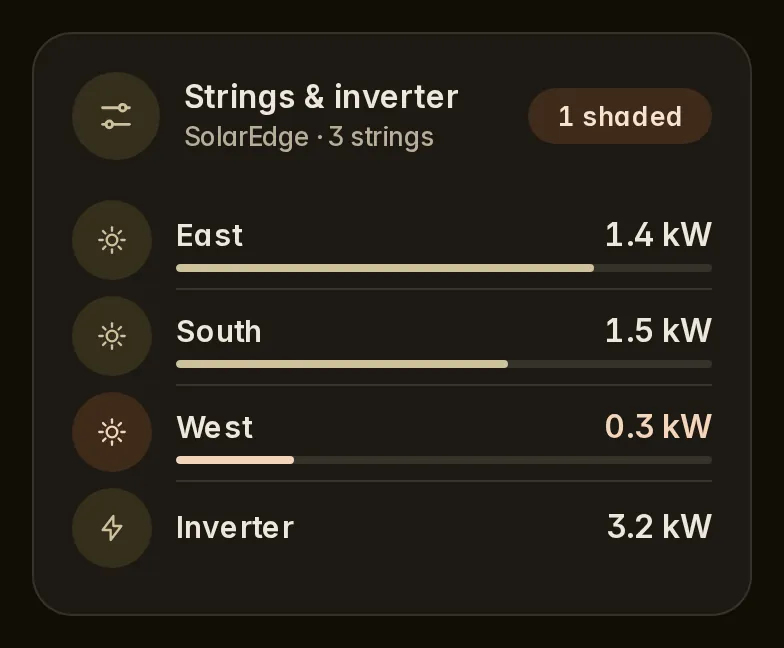 Strings & inverter
SolarEdge · 3 strings
1 shaded
East
1.4 kW
South
1.5 kW
West
0.3 kW
Inverter
3.2 kW